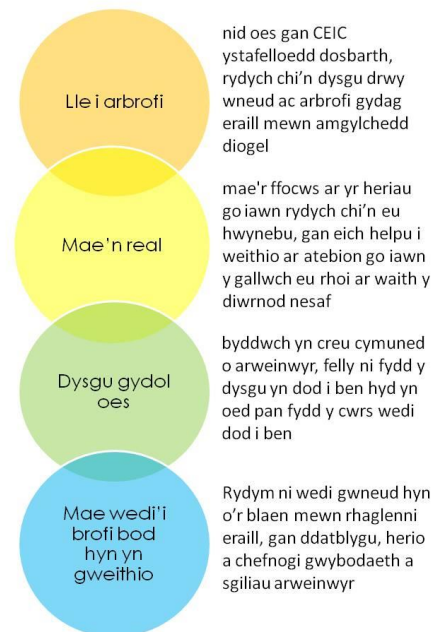 Lle i arbrofi
nid oes gan CEIC
ystafelloedd dosbarth,
rydych chi'n dysgu drwy
wneud ac arbrofi gydag
eraill mewn amgylchedd
diogel
Mae'n real
mae'r ffocws ar yr heriau
go iawn rydych chi'n eu
hwynebu, gan eich helpu i
weithio ar atebion go iawn
y gallwch eu rhoi ar waith y
diwrnod nesaf
Dysgu gydol
oes
byddwch yn creu cymuned
o arweinwyr, felly ni fydd y
dysgu yn dod i ben hyd yn
oed pan fydd y cwrs wedi
dod i ben
Mae wedi'i
brofi bod
hyn yn
gweithio
Rydym ni wedi gwneud hyn
o'r blaen mewn rhaglenni
eraill, gan ddatblygu, herio
a chefnogi gwybodaeth a
sgiliau arweinwyr